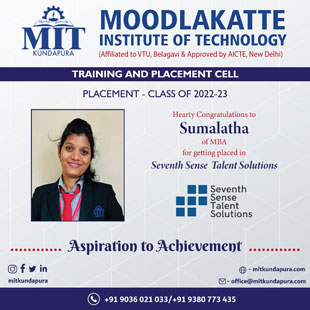 MIT
KUNDAPURA
MOODLAKATTE
INSTITUTE OF TECHNOLOGY
(Affiliated to VTU, Belagavi & Approved by AICTE, New Delhi)
TRAINING AND PLACEMENT CELL
PLACEMENT - CLASS OF 2022-23
Hearty Congratulations to
Sumalatha
of MBA
for getting placed in
Seventh Sense Talent Solutions
Seventh
Sense
Talent
Solutions
Aspiration to Achievement
mitkundapura
- mitkundapura.com
- office@mitkundapura.com
+91 9036 021 033/+91 9380 773 435